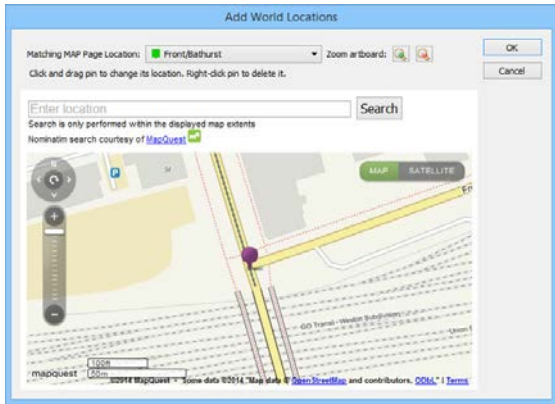 Add World Locations
Matching MAP Page Location: Front/Bathurst Zoom artboard:
OK
Click and drag pin to change its location. Right-click pin to delete it.
Cancel
Enter location Search
Search is only performed within the displayed map extents
Nominatim search courtesy of MapQuest
N
P
MAP SATELLITE
GO Transit - Weston Subdivision
Union
100ft
mapquest 50m
©2014 MapQuest - Some data ©2014 "Map data © OpenStreetMap and contributors, ODbL" | Terms